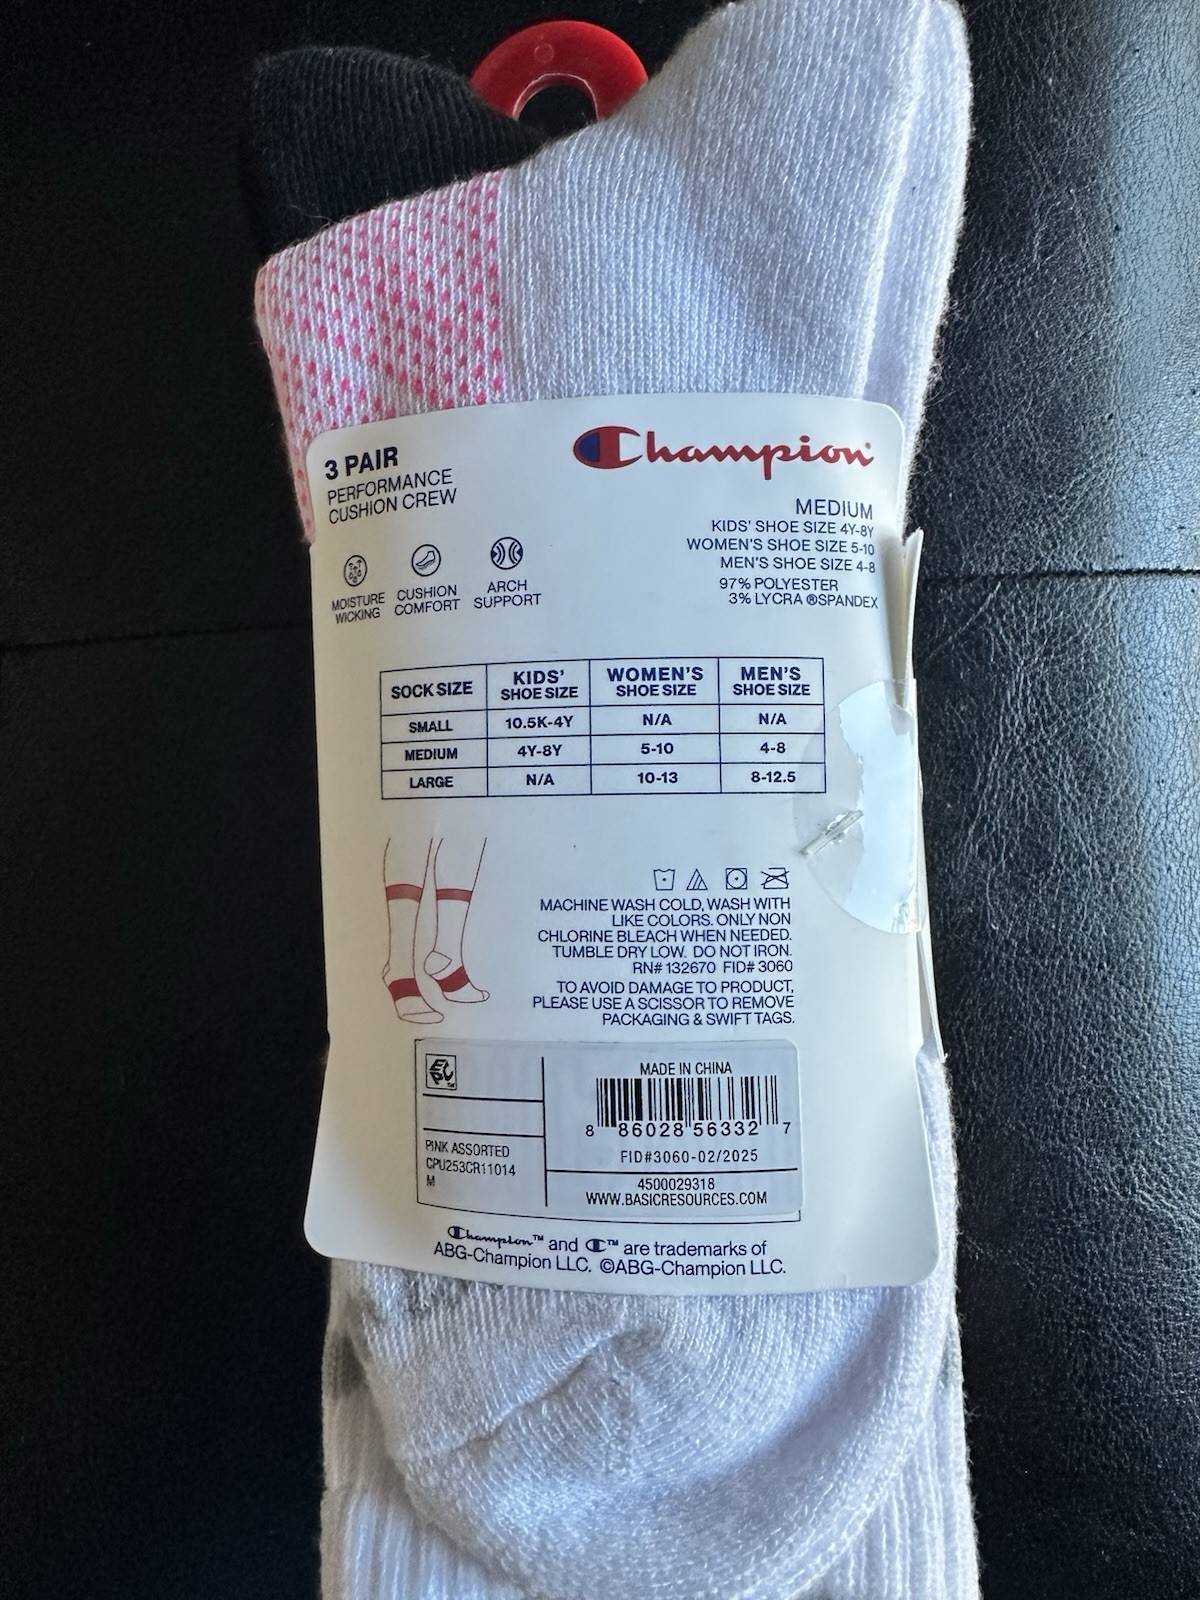 3 PAIR
PERFORMANCE
CUSHION CREW
MOISTURE
WICKING
CUSHION
COMFORT
ARCH
SUPPORT
Champion®
MEDIUM
KIDS' SHOE SIZE 4Y-8Y
WOMEN'S SHOE SIZE 5-10
MEN'S SHOE SIZE 4-8
97% POLYESTER
3% LYCRA ®SPANDEX
SOCK SIZE KIDS' SHOE SIZE WOMEN'S SHOE SIZE MEN'S SHOE SIZE
SMALL 10.5K-4Y N/A N/A
MEDIUM 4Y-8Y 5-10 4-8
LARGE N/A 10-13 8-12.5
MACHINE WASH COLD, WASH WITH
LIKE COLORS. ONLY NON
CHLORINE BLEACH WHEN NEEDED.
TUMBLE DRY LOW. DO NOT IRON.
RN# 132670 FID# 3060
TO AVOID DAMAGE TO PRODUCT,
PLEASE USE A SCISSOR TO REMOVE
PACKAGING & SWIFT TAGS.
EPC™
PINK ASSORTED
CPU253CR11014
M
MADE IN CHINA
8 86028 56332 7
FID#3060-02/2025
4500029318
WWW.BASICRESOURCES.COM
Champion™ and C™ are trademarks of
ABG-Champion LLC. ©ABG-Champion LLC.